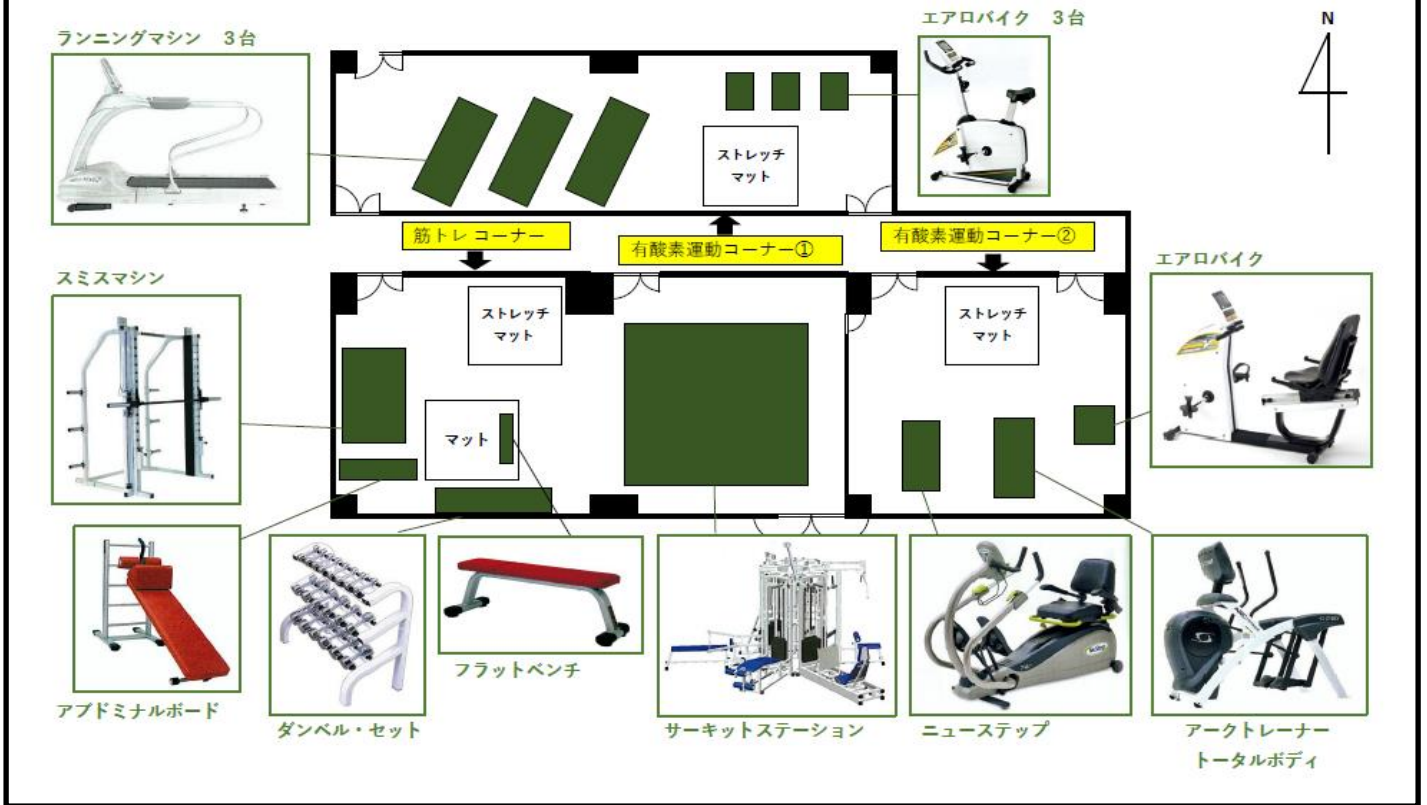 ランニングマシン 3台
エアロバイク 3台
N
ストレッチ
マット
筋トレ コーナー
有酸素運動コーナー①
有酸素運動コーナー②
スミスマシン
エアロバイク
ストレッチ
マット
ストレッチ
マット
マット
アブドミナルボード
ダンベル・セット
フラットベンチ
サーキットステーション
ニューステップ
アークトレーナー
トータルボディ